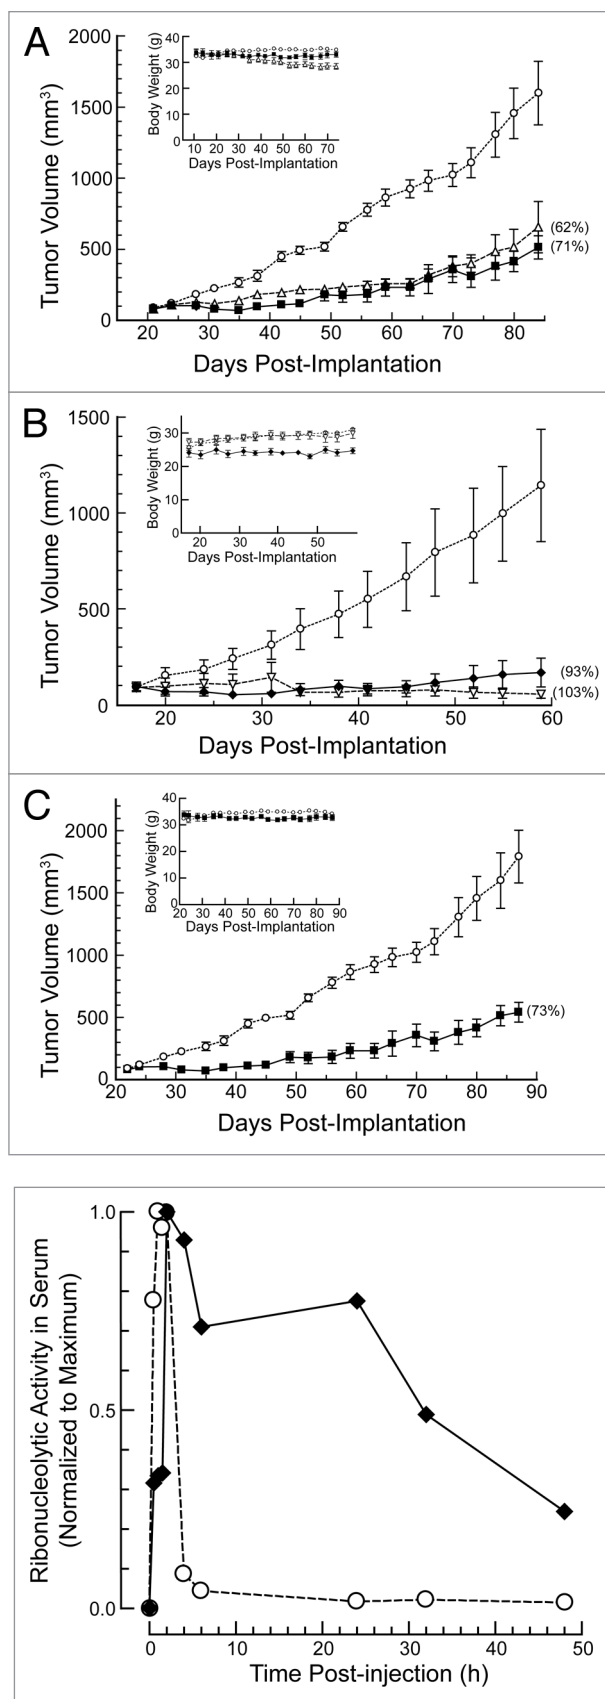 A
2000
1500
1000
500
0
Tumor Volume (mm³)
20 30 40 50 60 70 80
Days Post-Implantation
(62%)
(71%)
40
30
20
10
0
Body Weight (g)
10 20 30 40 50 60 70
Days Post-Implantation
B
1500
1000
500
0
Tumor Volume (mm³)
20 30 40 50 60
Days Post-Implantation
(93%)
(103%)
30
20
10
0
Body Weight (g)
20 30 40 50
Days Post-Implantation
C
2000
1500
1000
500
0
Tumor Volume (mm³)
20 30 40 50 60 70 80 90
Days Post-Implantation
(73%)
40
30
20
10
0
Body Weight (g)
20 30 40 50 60 70 80 90
Days Post-Implantation
1.0
0.5
0.0
Ribonucleolytic Activity in Serum
(Normalized to Maximum)
0 10 20 30 40 50
Time Post-injection (h)